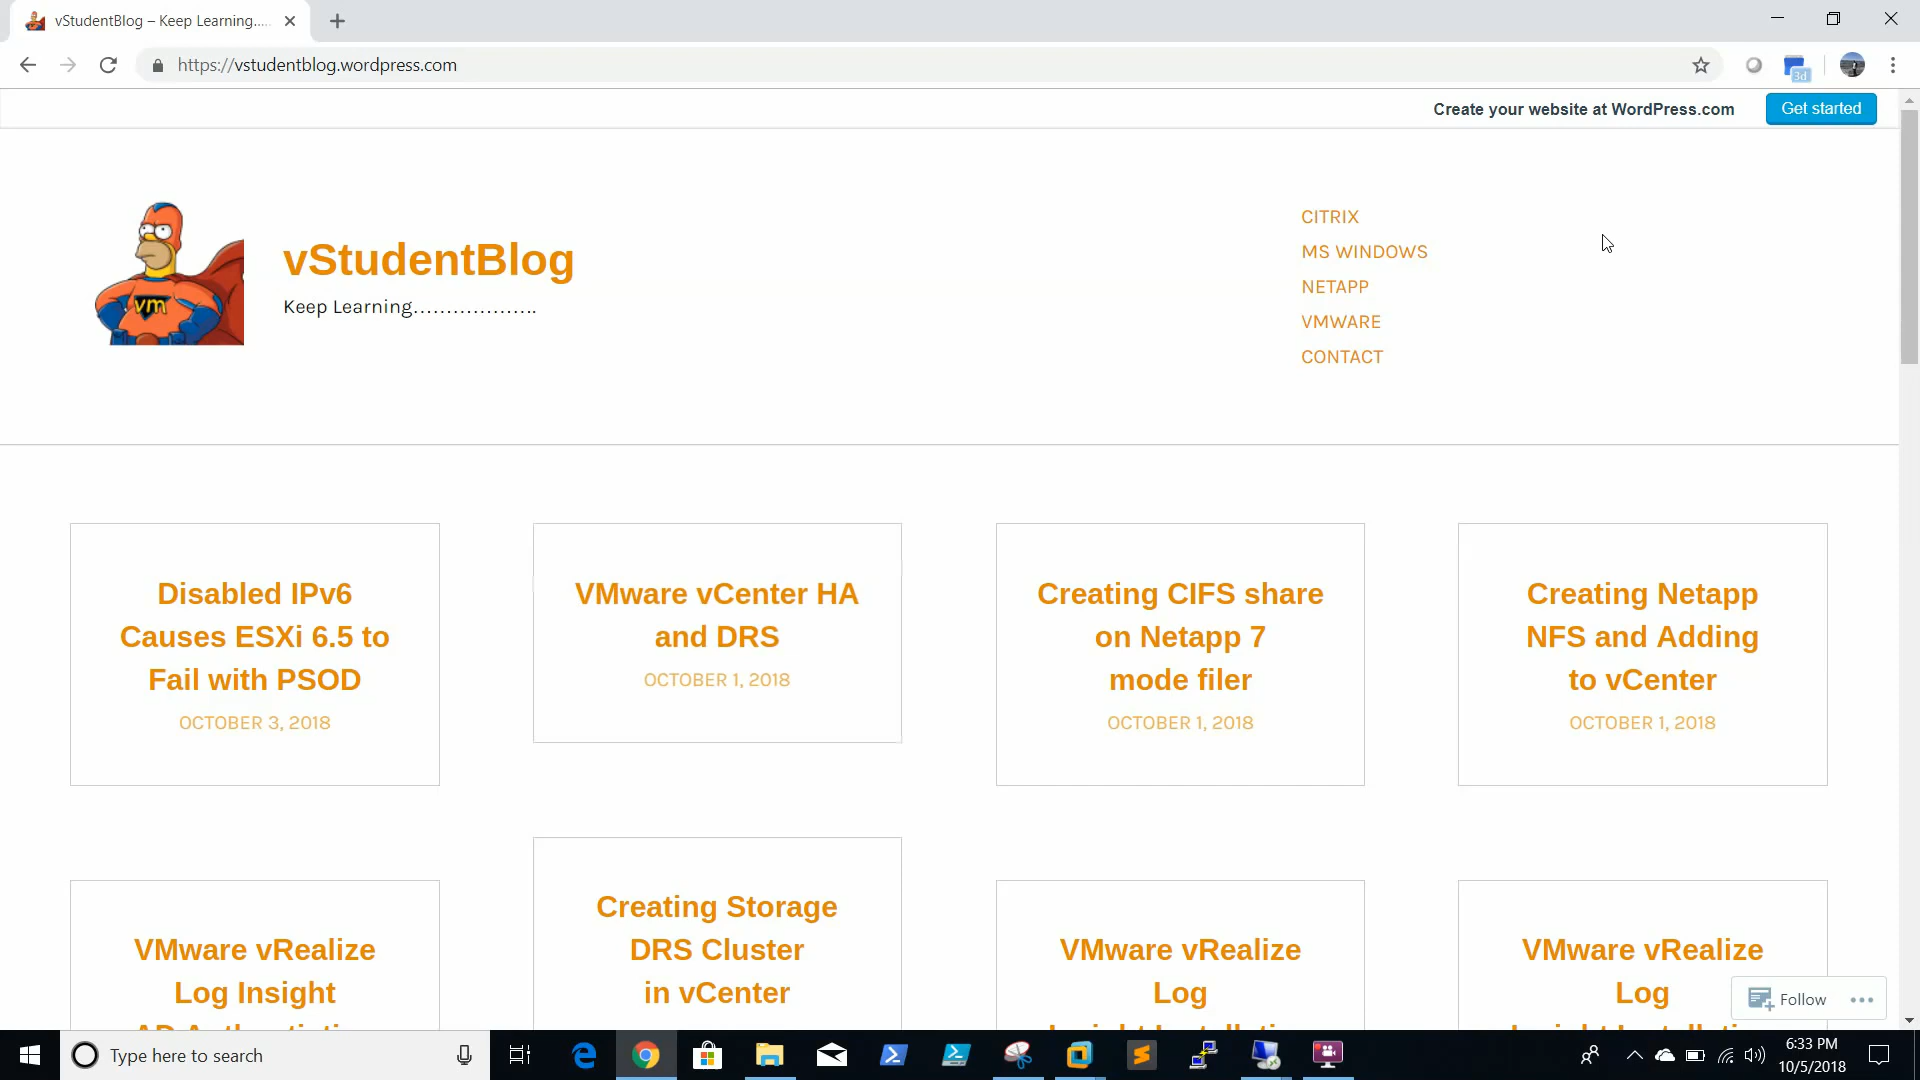 vStudentBlog – Keep Learning....
https://vstudentblog.wordpress.com
3d
Create your website at WordPress.com
Get started
vm
vStudentBlog
Keep Learning……………….
CITRIX
MS WINDOWS
NETAPP
VMWARE
CONTACT
Disabled IPv6
Causes ESXi 6.5 to
Fail with PSOD
OCTOBER 3, 2018
VMware vCenter HA
and DRS
OCTOBER 1, 2018
Creating CIFS share
on Netapp 7
mode filer
OCTOBER 1, 2018
Creating Netapp
NFS and Adding
to vCenter
OCTOBER 1, 2018
VMware vRealize
Log Insight
Creating Storage
DRS Cluster
in vCenter
VMware vRealize
Log
VMware vRealize
Log
Follow
Type here to search
6:33 PM
10/5/2018